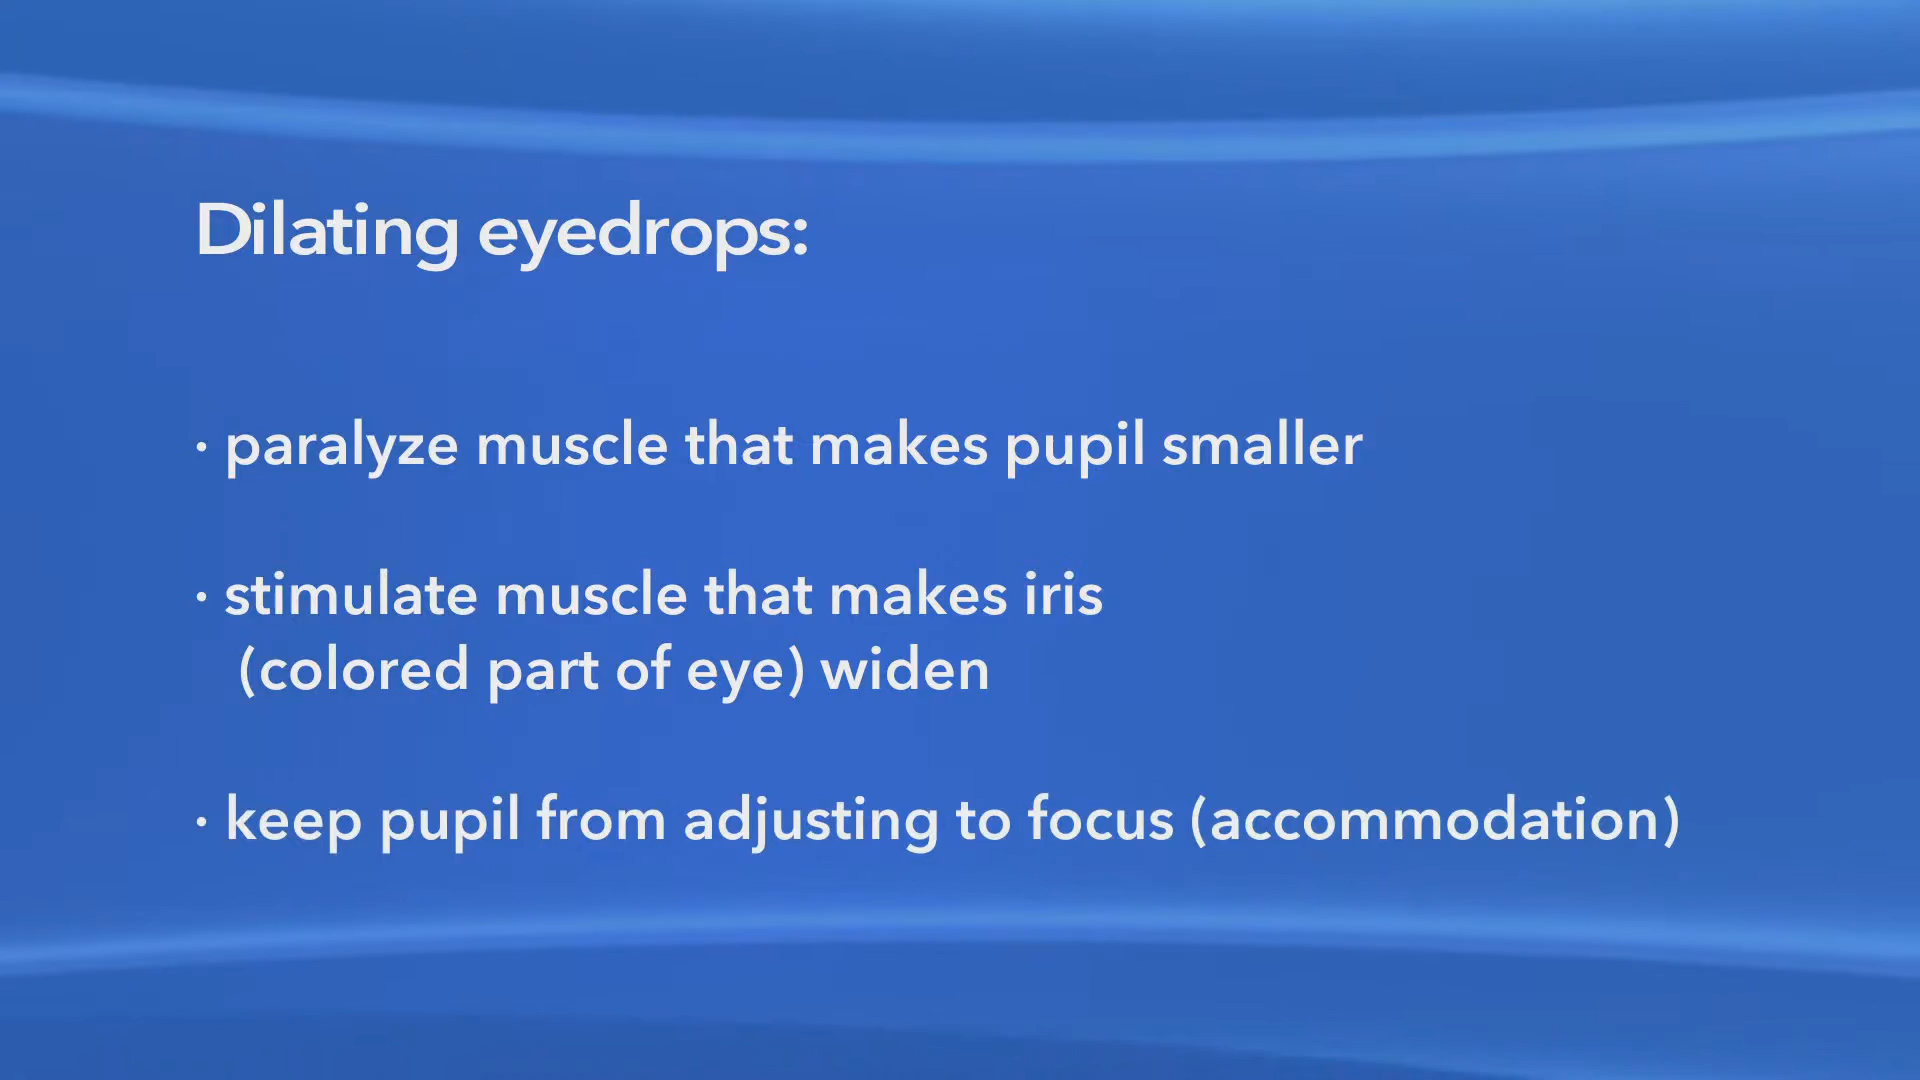 Dilating eyedrops:
· paralyze muscle that makes pupil smaller
· stimulate muscle that makes iris
(colored part of eye) widen
· keep pupil from adjusting to focus (accommodation)